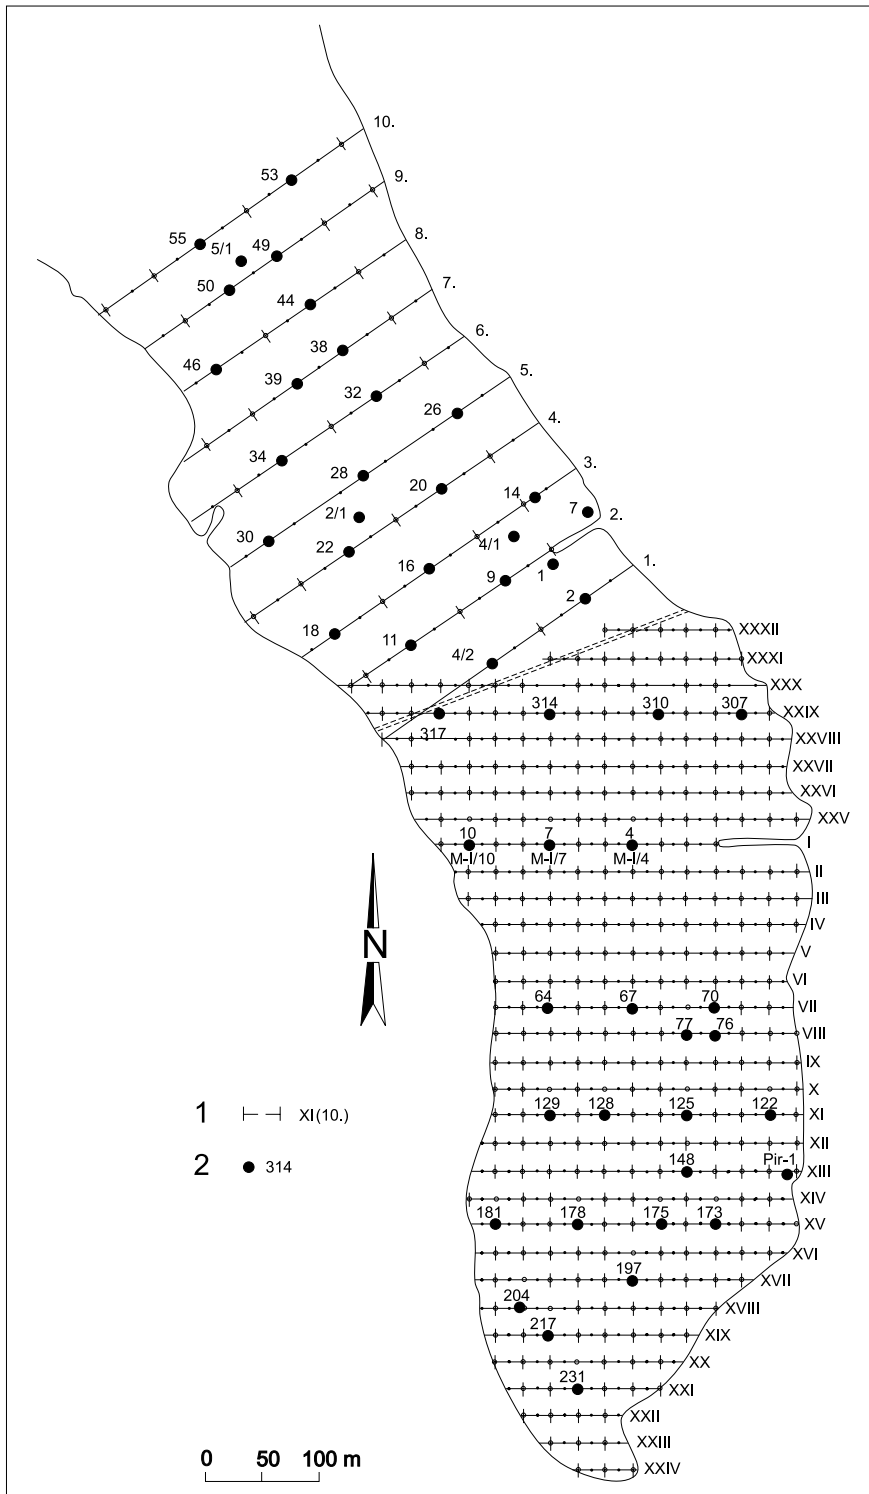 10.
53
9.
55
5/1
49
8.
50
44
7.
46
38
6.
39
32
5.
26
4.
34
28
20
3.
14
7
2.
2/1
30
22
4/1
16
1
9
1.
2
18
11
4/2
XXXII
XXXI
XXX
317
314
310
307
XXIX
XXVIII
XXVII
XXVI
XXV
10
7
4
I
M-I/10
M-I/7
M-I/4
II
III
IV
N
V
VI
64
67
70
VII
77
76
VIII
IX
X
1
XI (10.)
129
128
125
122
XI
XII
2
314
148
Pir-1
XIII
XIV
181
178
175
173
XV
XVI
197
XVII
204
XVIII
217
XIX
XX
231
XXI
XXII
XXIII
0 50 100 m
XXIV